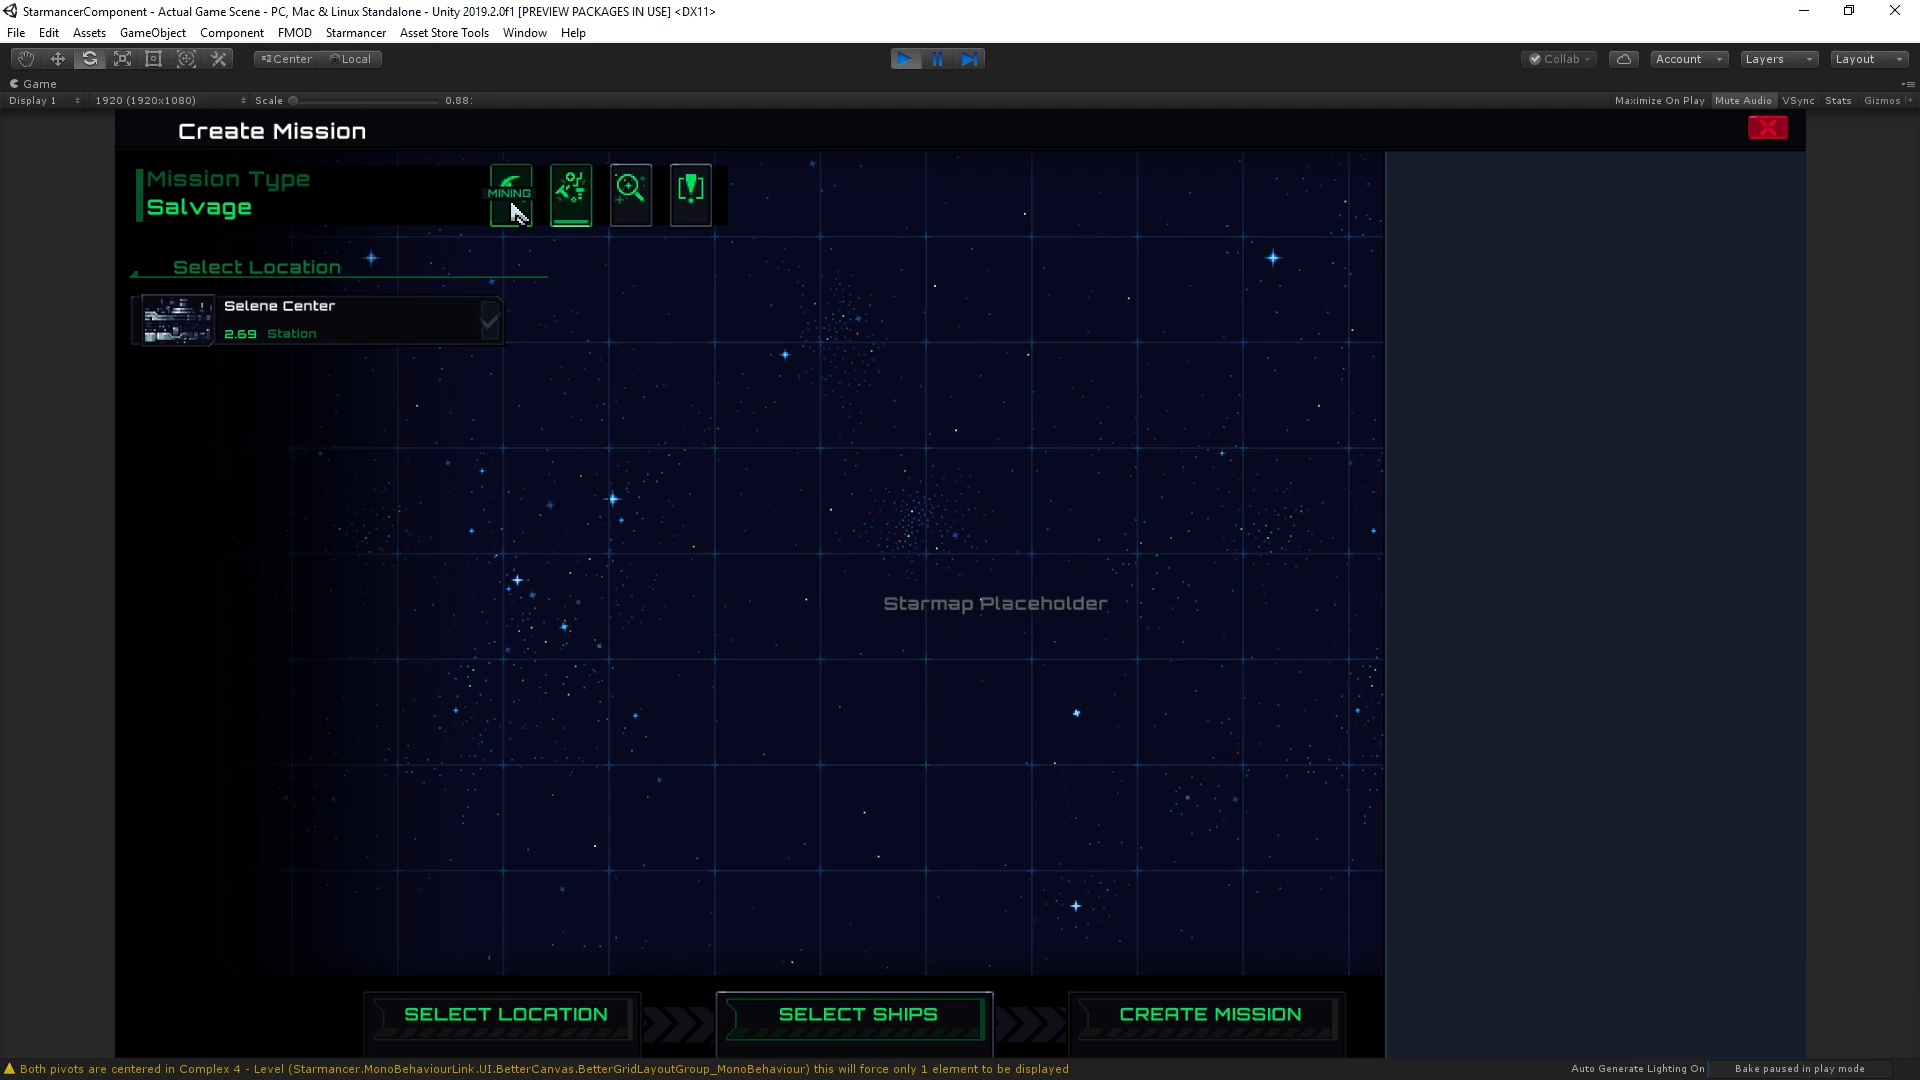 StarmancerComponent - Actual Game Scene - PC, Mac & Linux Standalone - Unity 2019.2.0f1 [PREVIEW PACKAGES IN USE] <DX11>
File Edit Assets GameObject Component FMOD Starmancer Asset Store Tools Window Help
Center Local Collab Account Layers Layout
Game
Display 1 1920 (1920x1080) Scale 0.88: Maximize On Play Mute Audio VSync Stats Gizmos
Create Mission
Mission Type
Salvage
MINING
Select Location
Selene Center
2.69 Station
Starmap Placeholder
SELECT LOCATION SELECT SHIPS CREATE MISSION
Both pivots are centered in Complex 4 - Level (Starmancer.MonoBehaviourLink.UI.BetterCanvas.BetterGridLayoutGroup_MonoBehaviour) this will force only 1 element to be displayed
Auto Generate Lighting On Bake paused in play mode